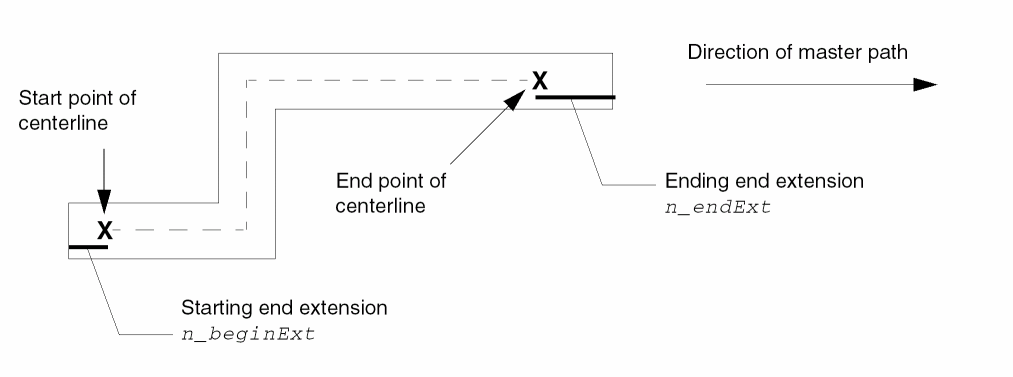 Direction of master path
Start point of
centerline
X
End point of
centerline
Ending end extension
n_endExt
X
Starting end extension
n_beginExt